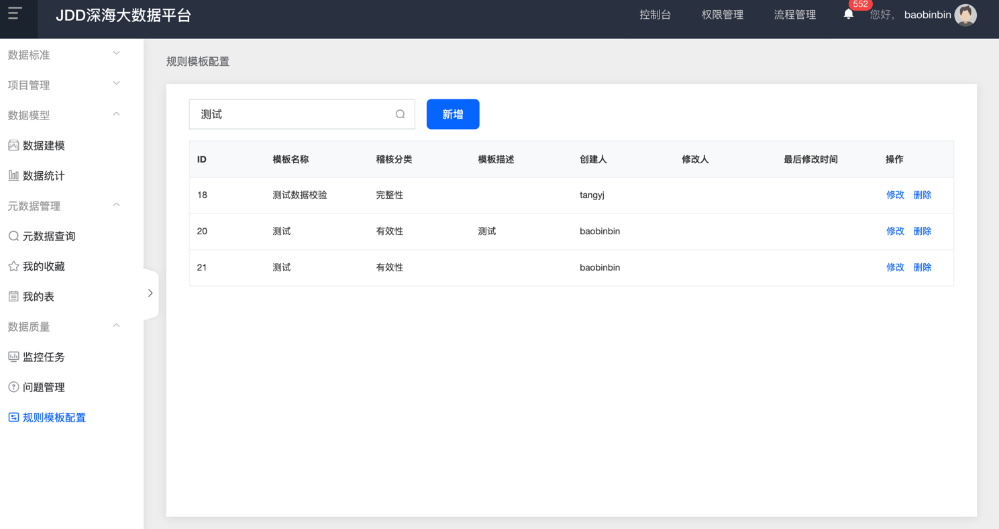 JDD深海大数据平台
控制台 权限管理 流程管理 552 您好， baobinbin
数据标准
项目管理
数据模型
数据建模
数据统计
元数据管理
元数据查询
我的收藏
我的表
数据质量
监控任务
问题管理
规则模板配置
规则模板配置
测试 新增
ID 模板名称 稽核分类 模板描述 创建人 修改人 最后修改时间 操作
18 测试数据校验 完整性 tangyj 修改 删除
20 测试 有效性 测试 baobinbin 修改 删除
21 测试 有效性 baobinbin 修改 删除